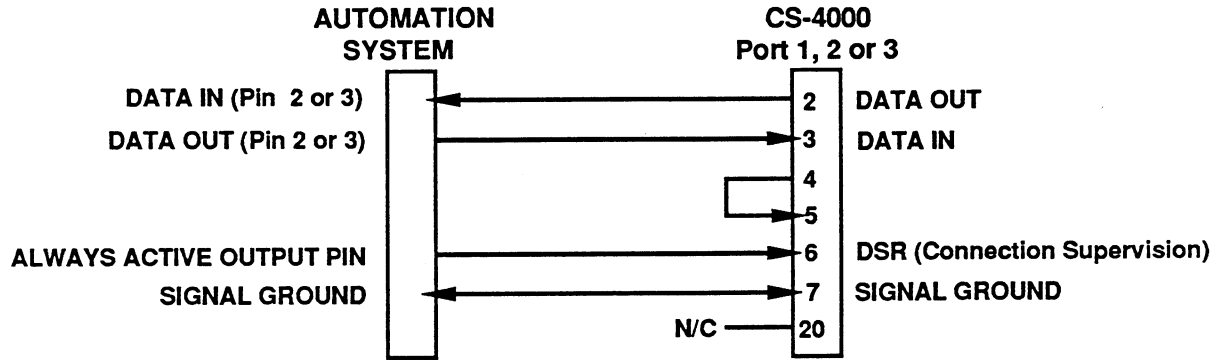 AUTOMATION
SYSTEM
CS-4000
Port 1, 2 or 3
DATA IN (Pin 2 or 3)
2
DATA OUT
DATA OUT (Pin 2 or 3)
3
DATA IN
4
5
ALWAYS ACTIVE OUTPUT PIN
6
DSR (Connection Supervision)
SIGNAL GROUND
7
SIGNAL GROUND
N/C
20